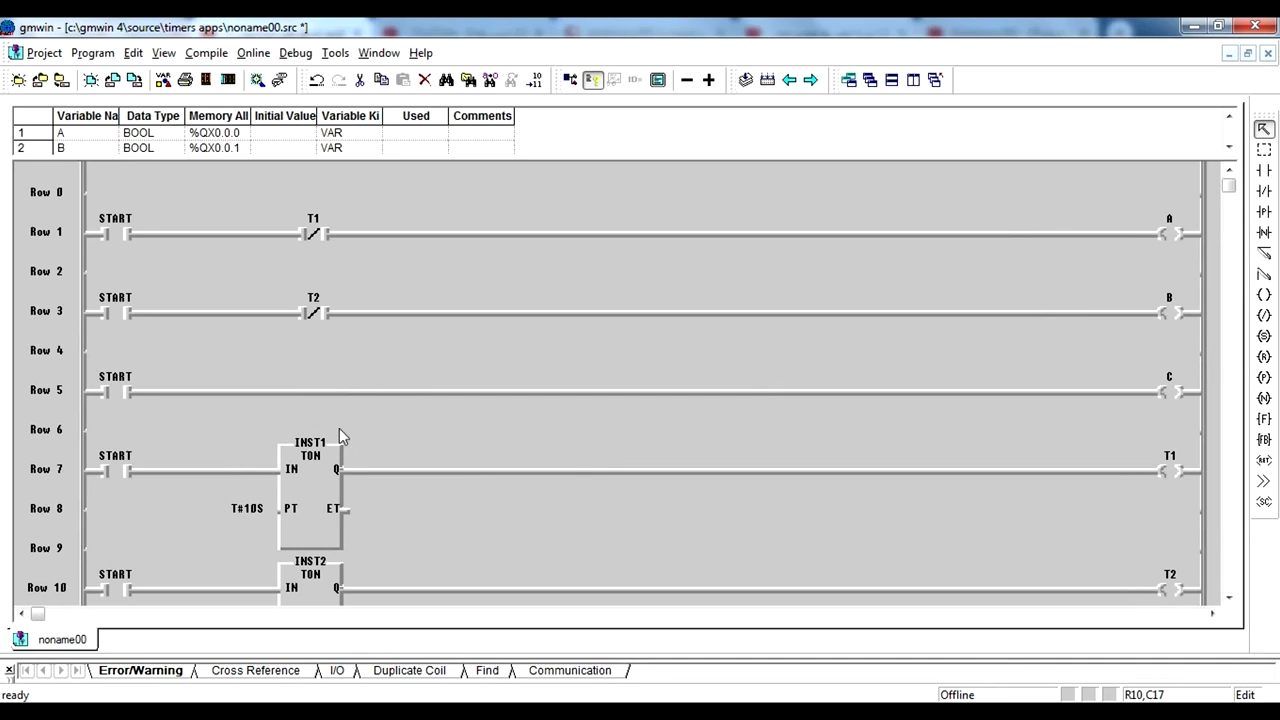 gmwin - [c:\gmwin 4\source\timers apps\noname00.src *]
Project Program Edit View Compile Online Debug Tools Window Help
Variable Na Data Type Memory All Initial Value Variable Ki Used Comments
1 A BOOL %QX0.0.0 VAR
2 B BOOL %QX0.0.1 VAR
Row 0
START T1 A
Row 1
Row 2
START T2 B
Row 3
Row 4
START C
Row 5
Row 6
INST1
START TON T1
Row 7 IN Q
Row 8 T#10S PT ET
Row 9
INST2
START TON T2
Row 10 IN Q
noname00
Error/Warning Cross Reference I/O Duplicate Coil Find Communication
ready Offline R10,C17 Edit